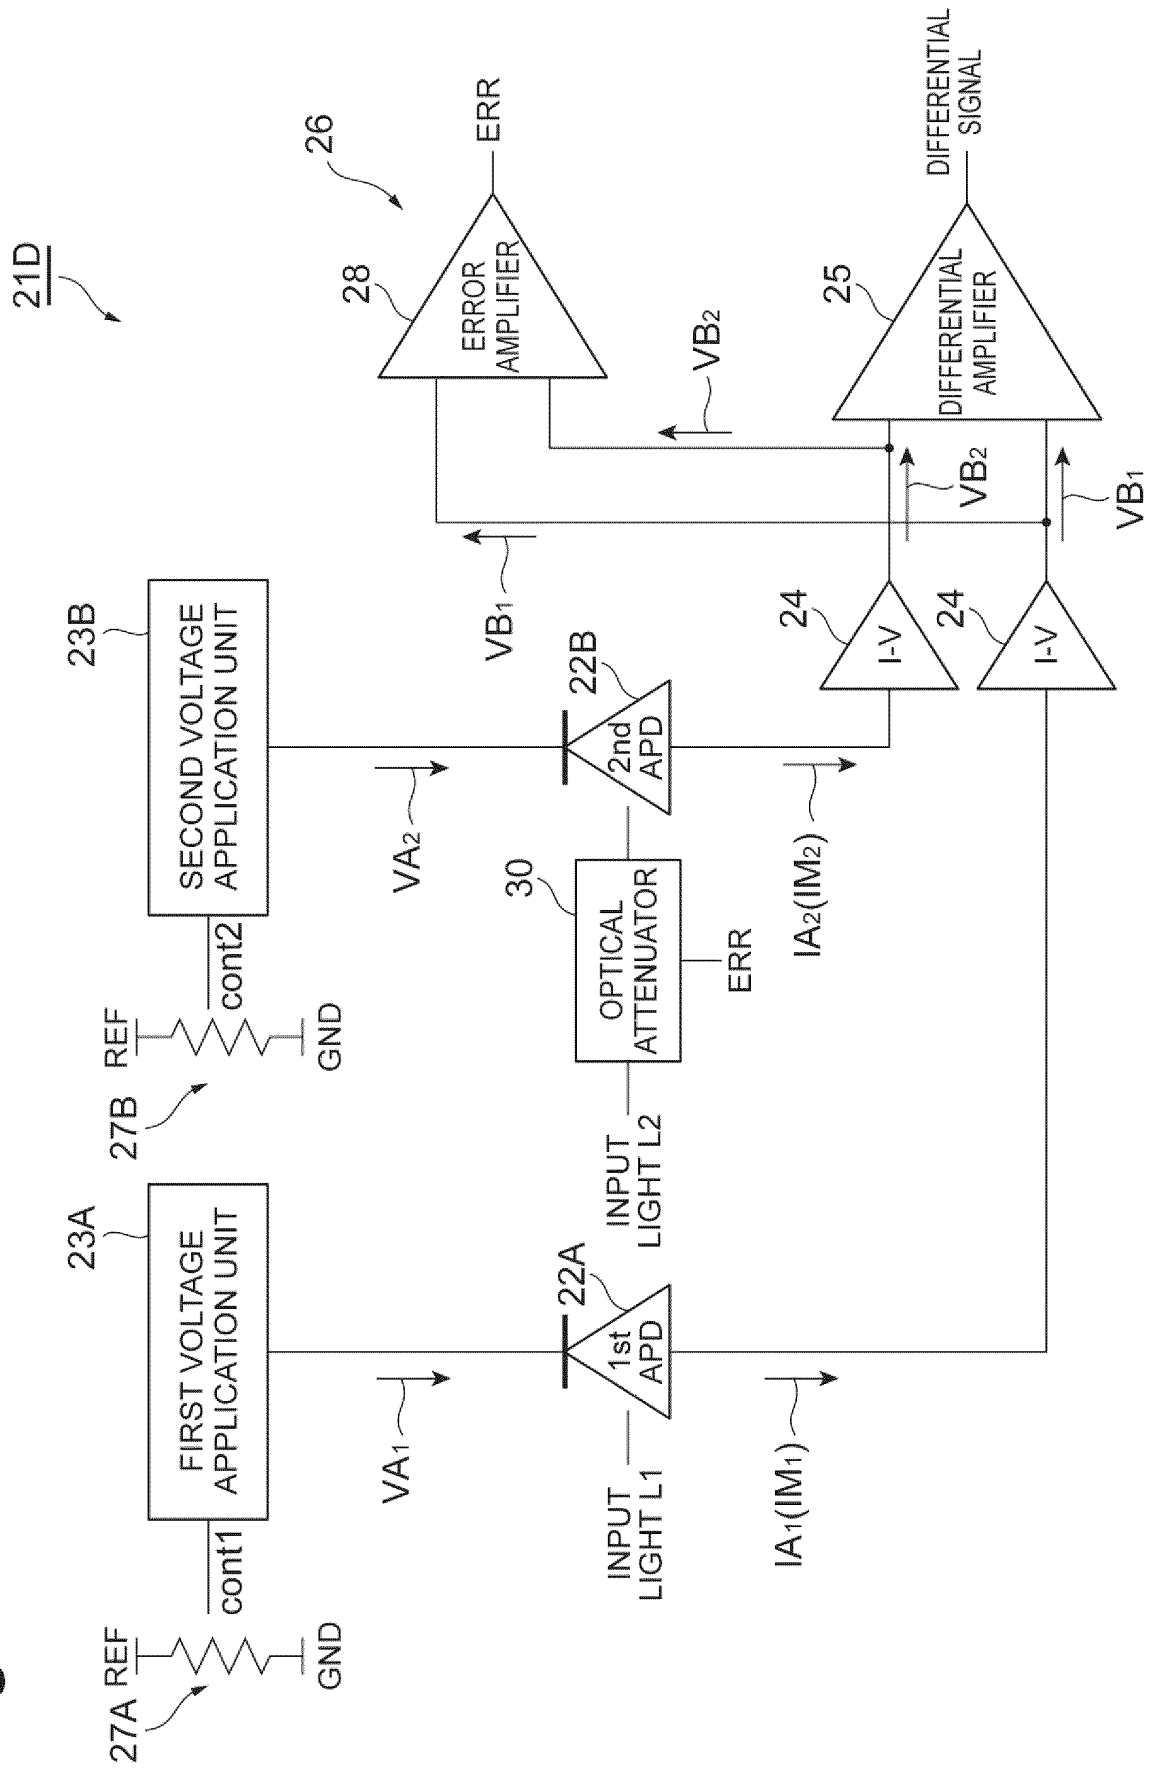 21D
27A
REF
GND
cont1
23A
FIRST VOLTAGE
APPLICATION UNIT
27B
REF
GND
cont2
23B
SECOND VOLTAGE
APPLICATION UNIT
VA1
VA2
INPUT
LIGHT L1
1st
APD
22A
INPUT
LIGHT L2
30
OPTICAL
ATTENUATOR
ERR
2nd
APD
22B
IA1(IM1)
IA2(IM2)
24
I-V
24
I-V
VB1
VB2
VB2
VB1
28
ERROR
AMPLIFIER
26
ERR
25
DIFFERENTIAL
AMPLIFIER
DIFFERENTIAL
SIGNAL